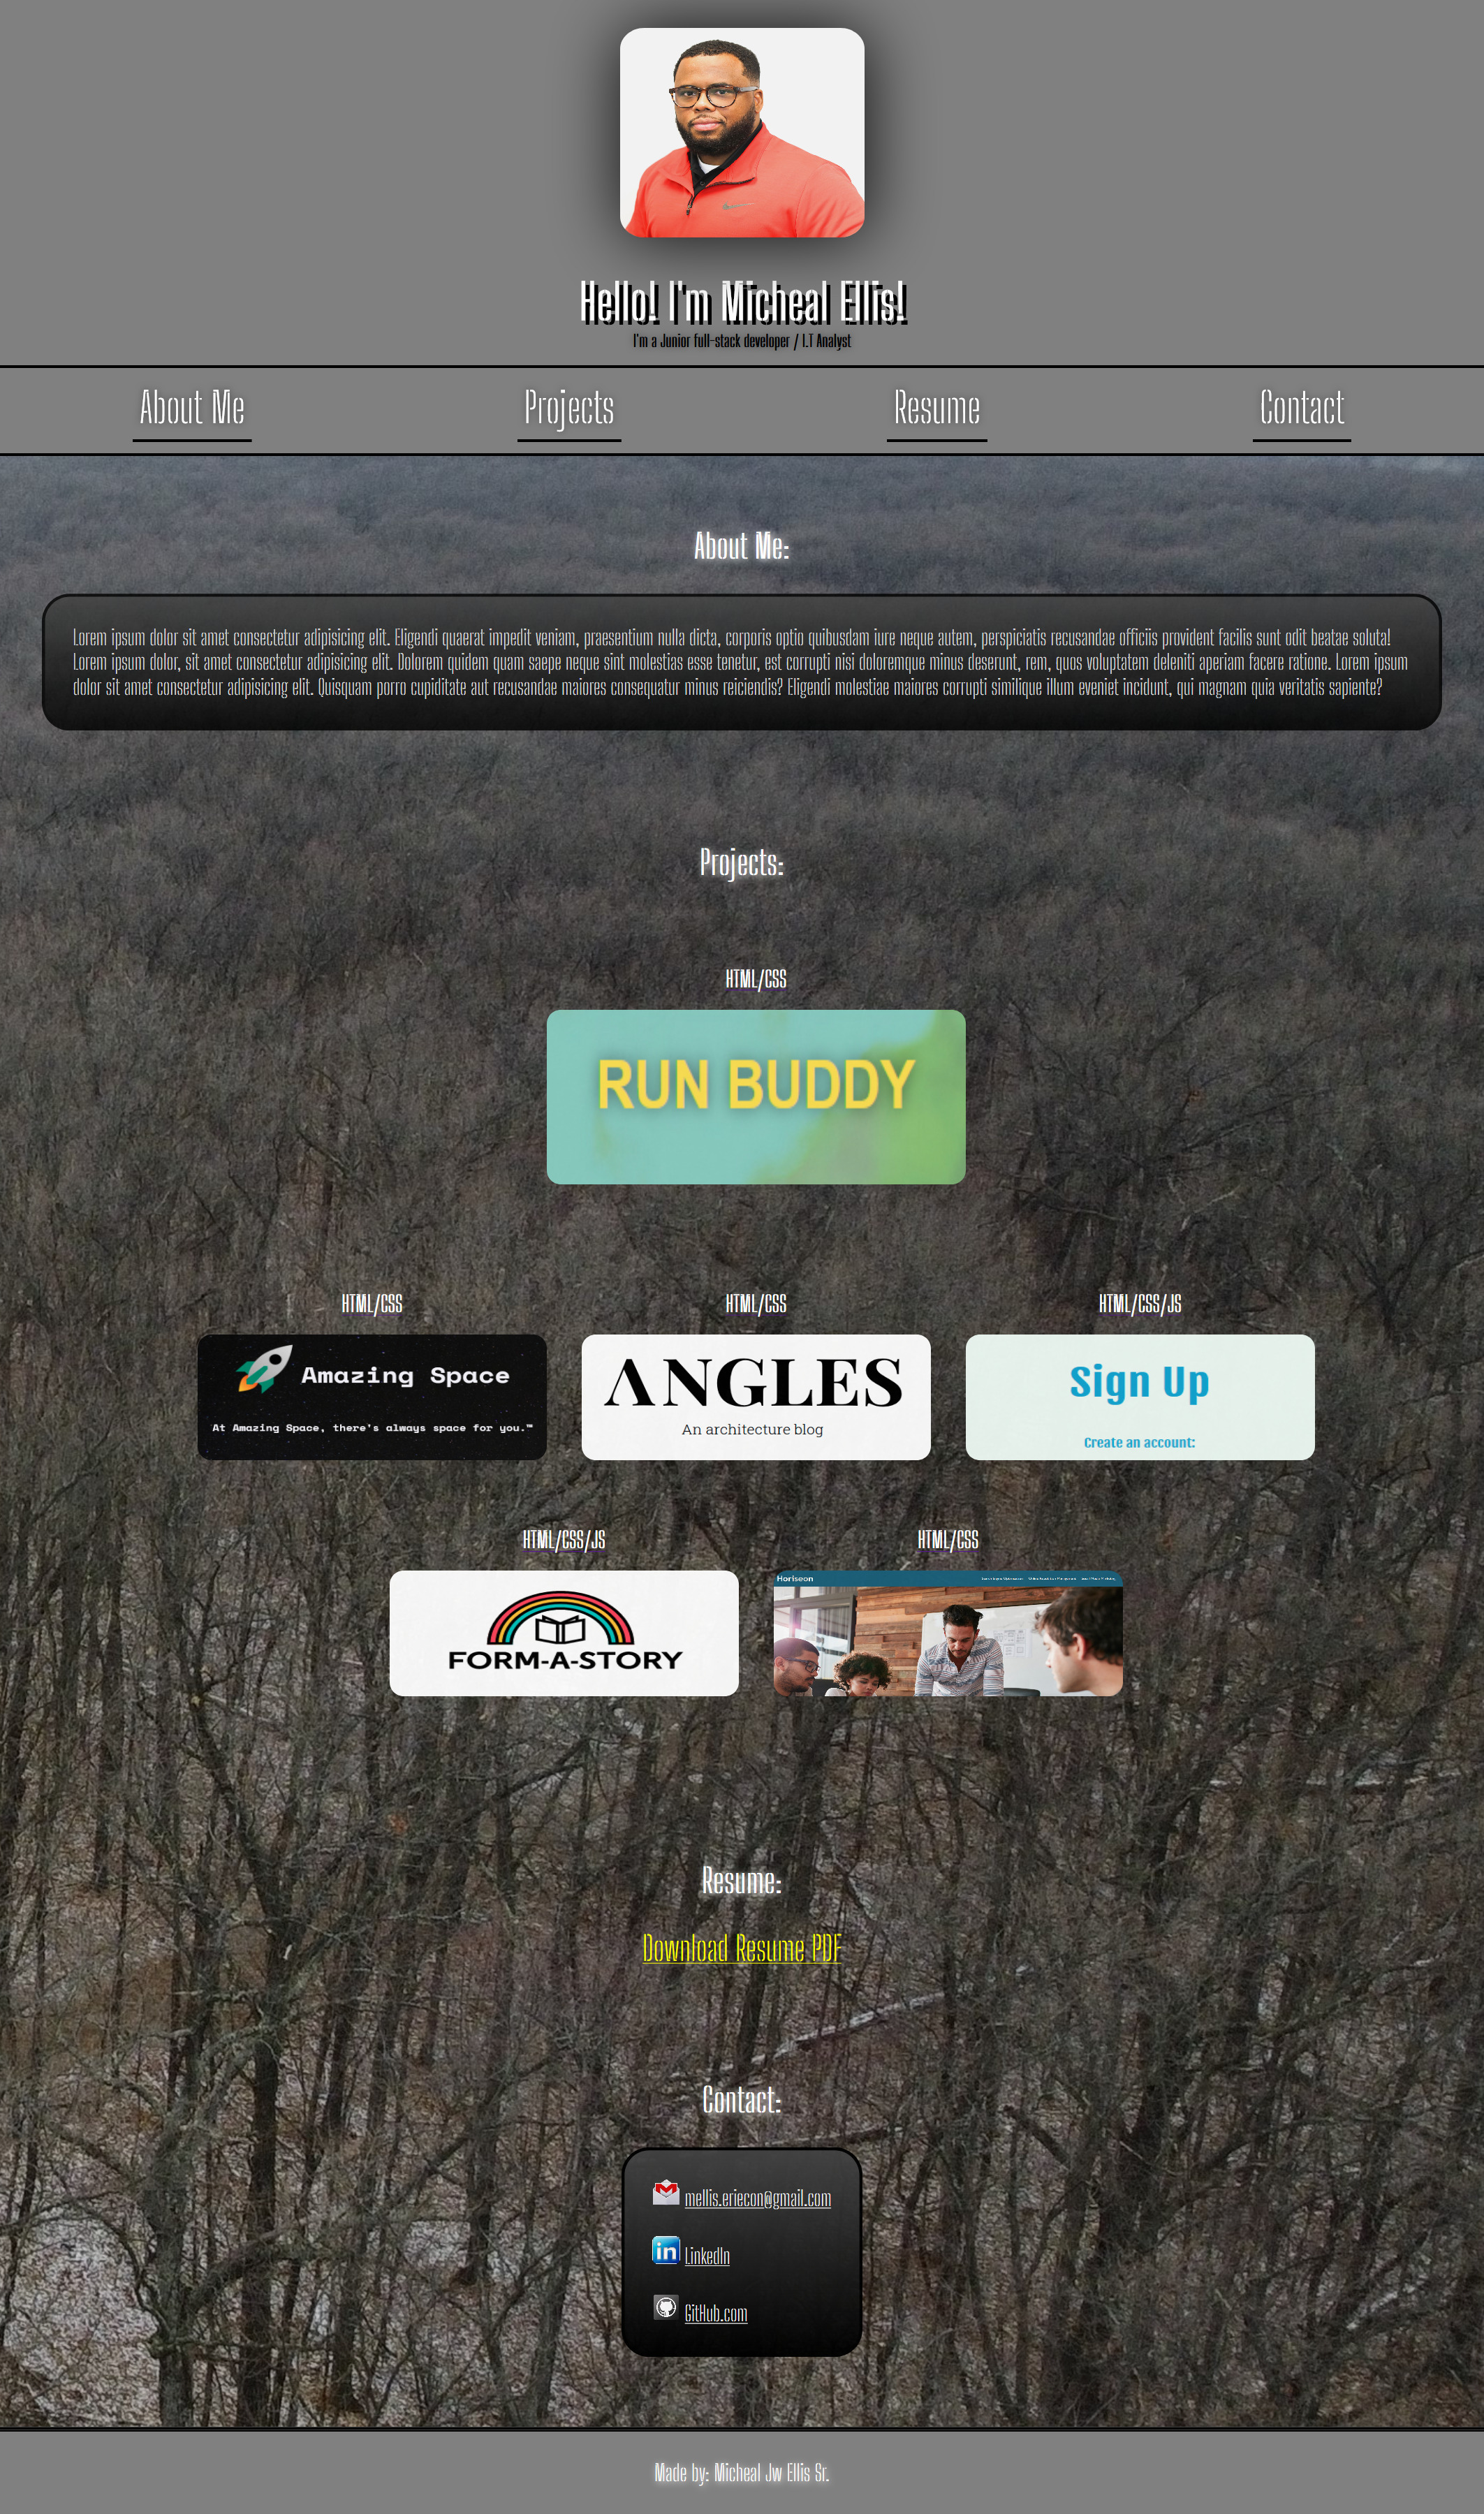 Hello! I'm Micheal Ellis!
I'm a Junior full-stack developer / I.T Analyst
About Me
Projects
Resume
Contact
About Me:
Lorem ipsum dolor sit amet consectetur adipisicing elit. Eligendi quaerat impedit veniam, praesentium nulla dicta, corporis optio quibusdam iure neque autem, perspiciatis recusandae officiis provident facilis sunt odit beatae soluta!
Lorem ipsum dolor, sit amet consectetur adipisicing elit. Dolorem quidem quam saepe neque sint molestias esse tenetur, est corrupti nisi doloremque minus deserunt, rem, quos voluptatem deleniti aperiam facere ratione. Lorem ipsum
dolor sit amet consectetur adipisicing elit. Quisquam porro cupiditate aut recusandae maiores consequatur minus reiciendis? Eligendi molestiae maiores corrupti similique illum eveniet incidunt, qui magnam quia veritatis sapiente?
Projects:
HTML/CSS
RUN BUDDY
HTML/CSS
Amazing Space
At Amazing Space, there's always space for you.™
HTML/CSS
ANGLES
An architecture blog
HTML/CSS/JS
Sign Up
Create an account:
HTML/CSS/JS
FORM-A-STORY
HTML/CSS
Horiseon
Resume:
Download Resume PDF
Contact:
mellis.eriecon@gmail.com
in LinkedIn
GitHub.com
Made by: Micheal Jw Ellis Sr.